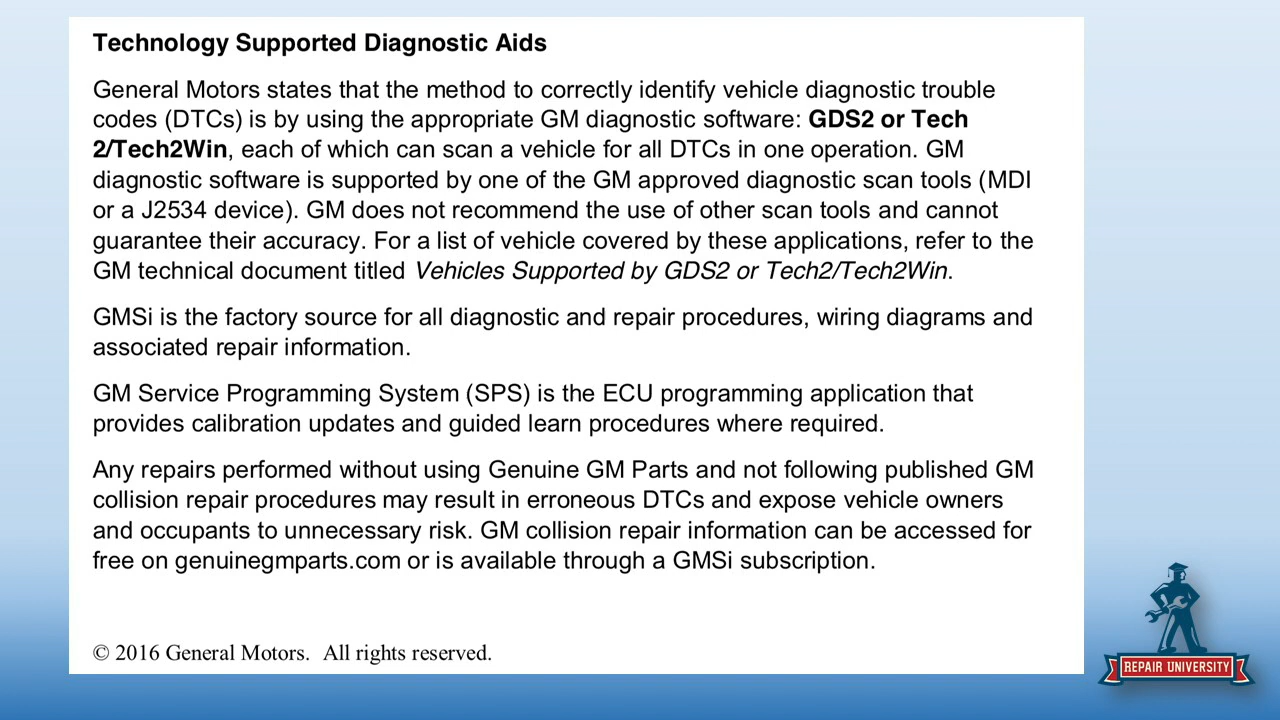 Technology Supported Diagnostic Aids
General Motors states that the method to correctly identify vehicle diagnostic trouble
codes (DTCs) is by using the appropriate GM diagnostic software: GDS2 or Tech
2/Tech2Win, each of which can scan a vehicle for all DTCs in one operation. GM
diagnostic software is supported by one of the GM approved diagnostic scan tools (MDI
or a J2534 device). GM does not recommend the use of other scan tools and cannot
guarantee their accuracy. For a list of vehicle covered by these applications, refer to the
GM technical document titled Vehicles Supported by GDS2 or Tech2/Tech2Win.
GMSi is the factory source for all diagnostic and repair procedures, wiring diagrams and
associated repair information.
GM Service Programming System (SPS) is the ECU programming application that
provides calibration updates and guided learn procedures where required.
Any repairs performed without using Genuine GM Parts and not following published GM
collision repair procedures may result in erroneous DTCs and expose vehicle owners
and occupants to unnecessary risk. GM collision repair information can be accessed for
free on genuinegmparts.com or is available through a GMSi subscription.
© 2016 General Motors. All rights reserved.
REPAIR UNIVERSITY